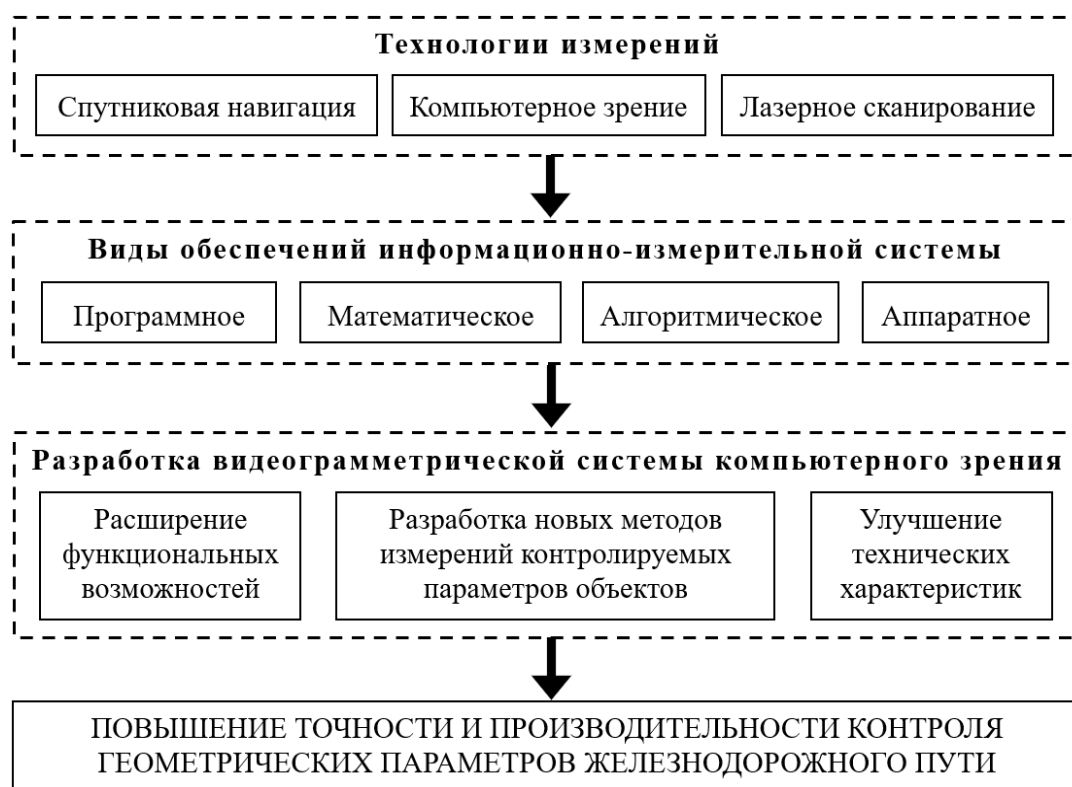 Технологии измерений
Спутниковая навигация
Компьютерное зрение
Лазерное сканирование
Виды обеспечений информационно-измерительной системы
Программное
Математическое
Алгоритмическое
Аппаратное
Разработка видеограмметрической системы компьютерного зрения
Расширение
функциональных
возможностей
Разработка новых методов
измерений контролируемых
параметров объектов
Улучшение
технических
характеристик
ПОВЫШЕНИЕ ТОЧНОСТИ И ПРОИЗВОДИТЕЛЬНОСТИ КОНТРОЛЯ
ГЕОМЕТРИЧЕСКИХ ПАРАМЕТРОВ ЖЕЛЕЗНОДОРОЖНОГО ПУТИ